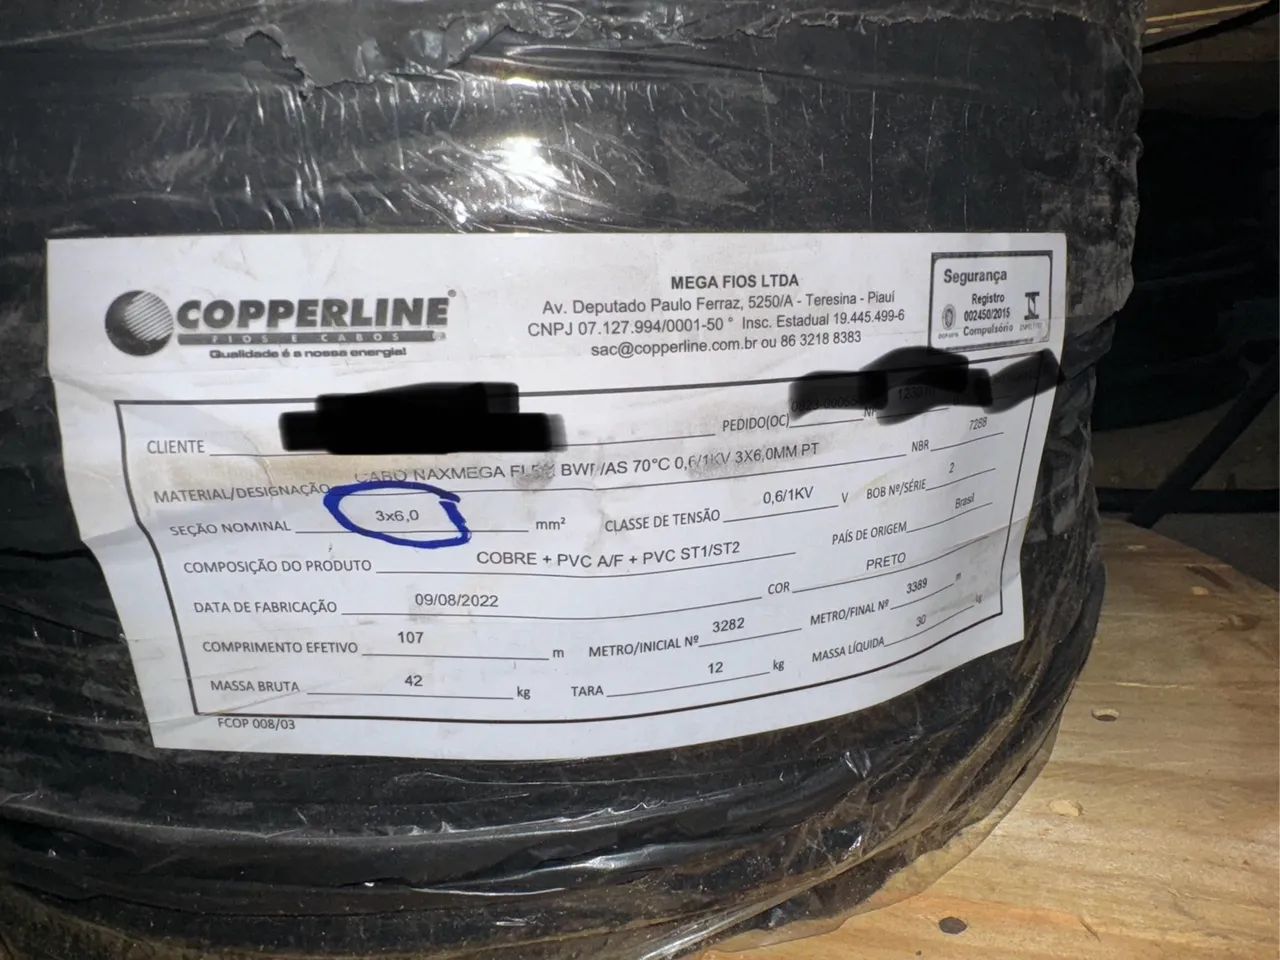 COPPERLINE®
FIOS E CABOS
Qualidade é a nossa energia!
MEGA FIOS LTDA
Av. Deputado Paulo Ferraz, 5250/A - Teresina - Piauí
CNPJ 07.127.994/0001-50 ° Insc. Estadual 19.445.499-6
sac@copperline.com.br ou 86 3218 8383
Segurança
Registro
002450/2015
Compulsório
CLIENTE PEDIDO(OC)
MATERIAL/DESIGNAÇÃO CABO NAXMEGA BWF /AS 70°C 0,6/1KV 3X6,0MM PT NBR 7288
SEÇÃO NOMINAL 3x6,0 mm² CLASSE DE TENSÃO 0,6/1KV V BOB Nº/SÉRIE 2
COMPOSIÇÃO DO PRODUTO COBRE + PVC A/F + PVC ST1/ST2 PAÍS DE ORIGEM Brasil
DATA DE FABRICAÇÃO 09/08/2022 COR PRETO
COMPRIMENTO EFETIVO 107 m METRO/INICIAL Nº 3282 METRO/FINAL Nº 3389 m
MASSA BRUTA 42 kg TARA 12 kg MASSA LÍQUIDA 30 kg
FCOP 008/03